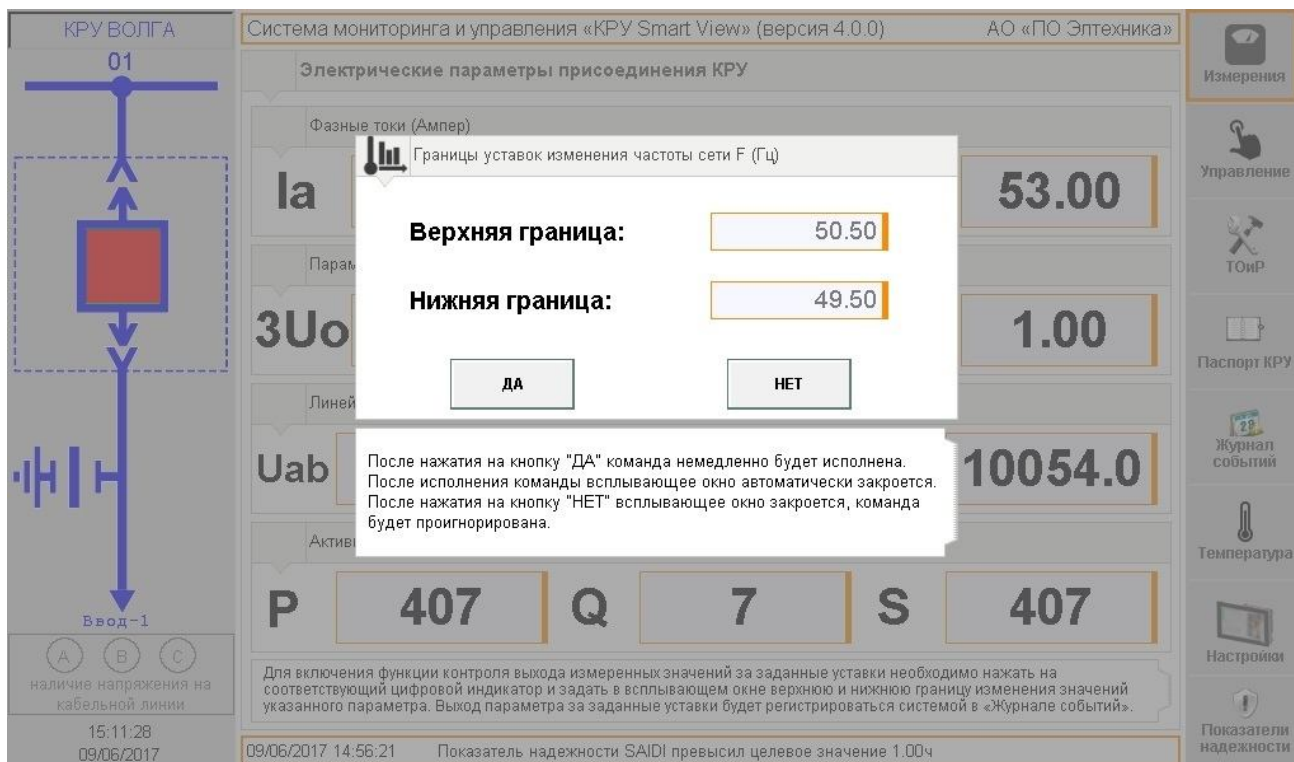 КРУ ВОЛГА
01
Ввод-1
A B C
наличие напряжения на
кабельной линии
15:11:28
09/06/2017
Система мониторинга и управления «КРУ Smart View» (версия 4.0.0) АО «ПО Элтехника»
Электрические параметры присоединения КРУ
Фазные токи (Ампер)
Ia 53.00
Парам
3Uo 1.00
Линей
Uab 10054.0
Актив
P 407 Q 7 S 407
Границы уставок изменения частоты сети F (Гц)
Верхняя граница: 50.50
Нижняя граница: 49.50
ДА НЕТ
После нажатия на кнопку "ДА" команда немедленно будет исполнена.
После исполнения команды всплывающее окно автоматически закроется.
После нажатия на кнопку "НЕТ" всплывающее окно закроется, команда
будет проигнорирована.
Для включения функции контроля выхода измеренных значений за заданные уставки необходимо нажать на
соответствующий цифровой индикатор и задать в всплывающем окне верхнюю и нижнюю границу изменения значений
указанного параметра. Выход параметра за заданные уставки будет регистрироваться системой в «Журнале событий».
09/06/2017 14:56:21 Показатель надежности SAIDI превысил целевое значение 1.00ч
Измерения
Управление
ТОиР
Паспорт КРУ
Журнал
событий
Температура
Настройки
Показатели
надежности